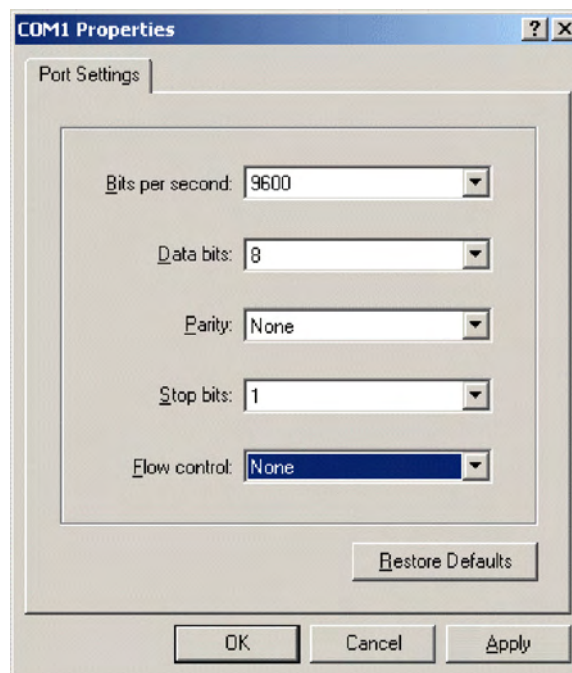 COM1 Properties
Port Settings
Bits per second: 9600
Data bits: 8
Parity: None
Stop bits: 1
Flow control: None
Restore Defaults
OK Cancel Apply